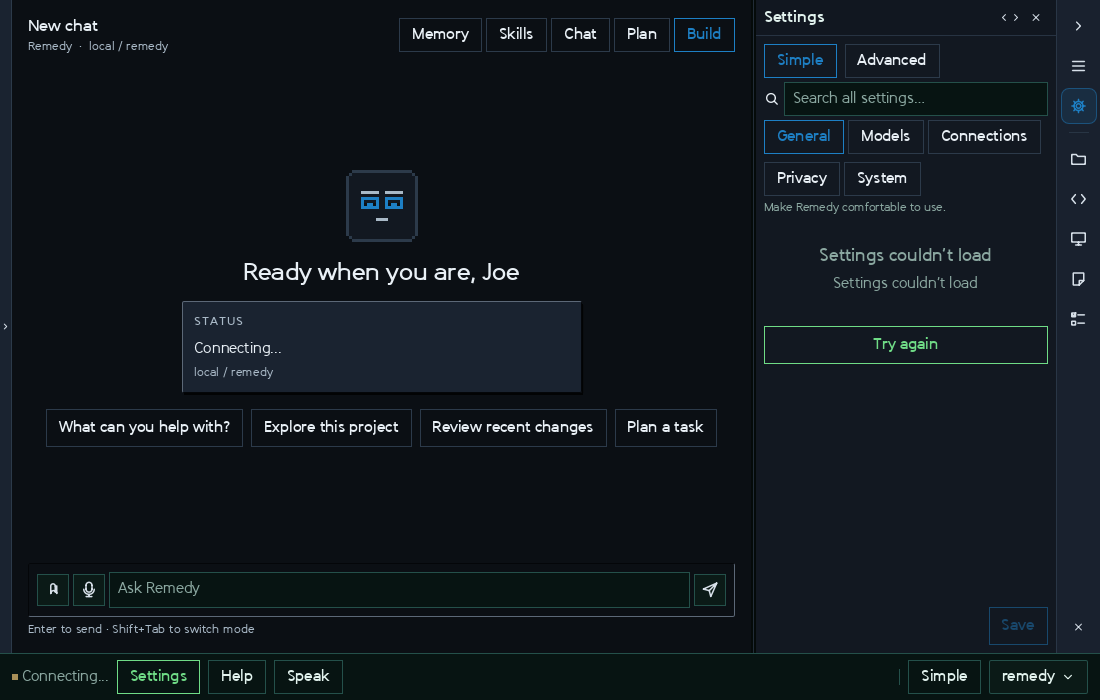 New chat
Remedy · local / remedy
Memory Skills Chat Plan Build
Ready when you are, Joe
STATUS
Connecting...
local / remedy
What can you help with? Explore this project Review recent changes Plan a task
Ask Remedy
Enter to send · Shift+Tab to switch mode
Settings
Simple Advanced
Search all settings...
General Models Connections
Privacy System
Make Remedy comfortable to use.
Settings couldn't load
Settings couldn't load
Try again
Save
Connecting... Settings Help Speak Simple remedy